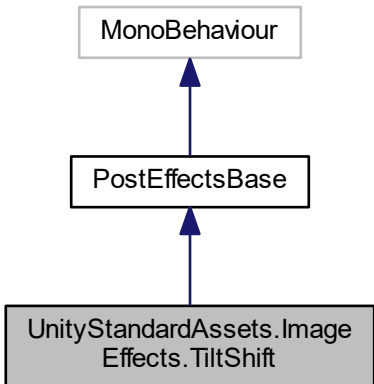 MonoBehaviour
PostEffectsBase
UnityStandardAssets.Image
Effects.TiltShift